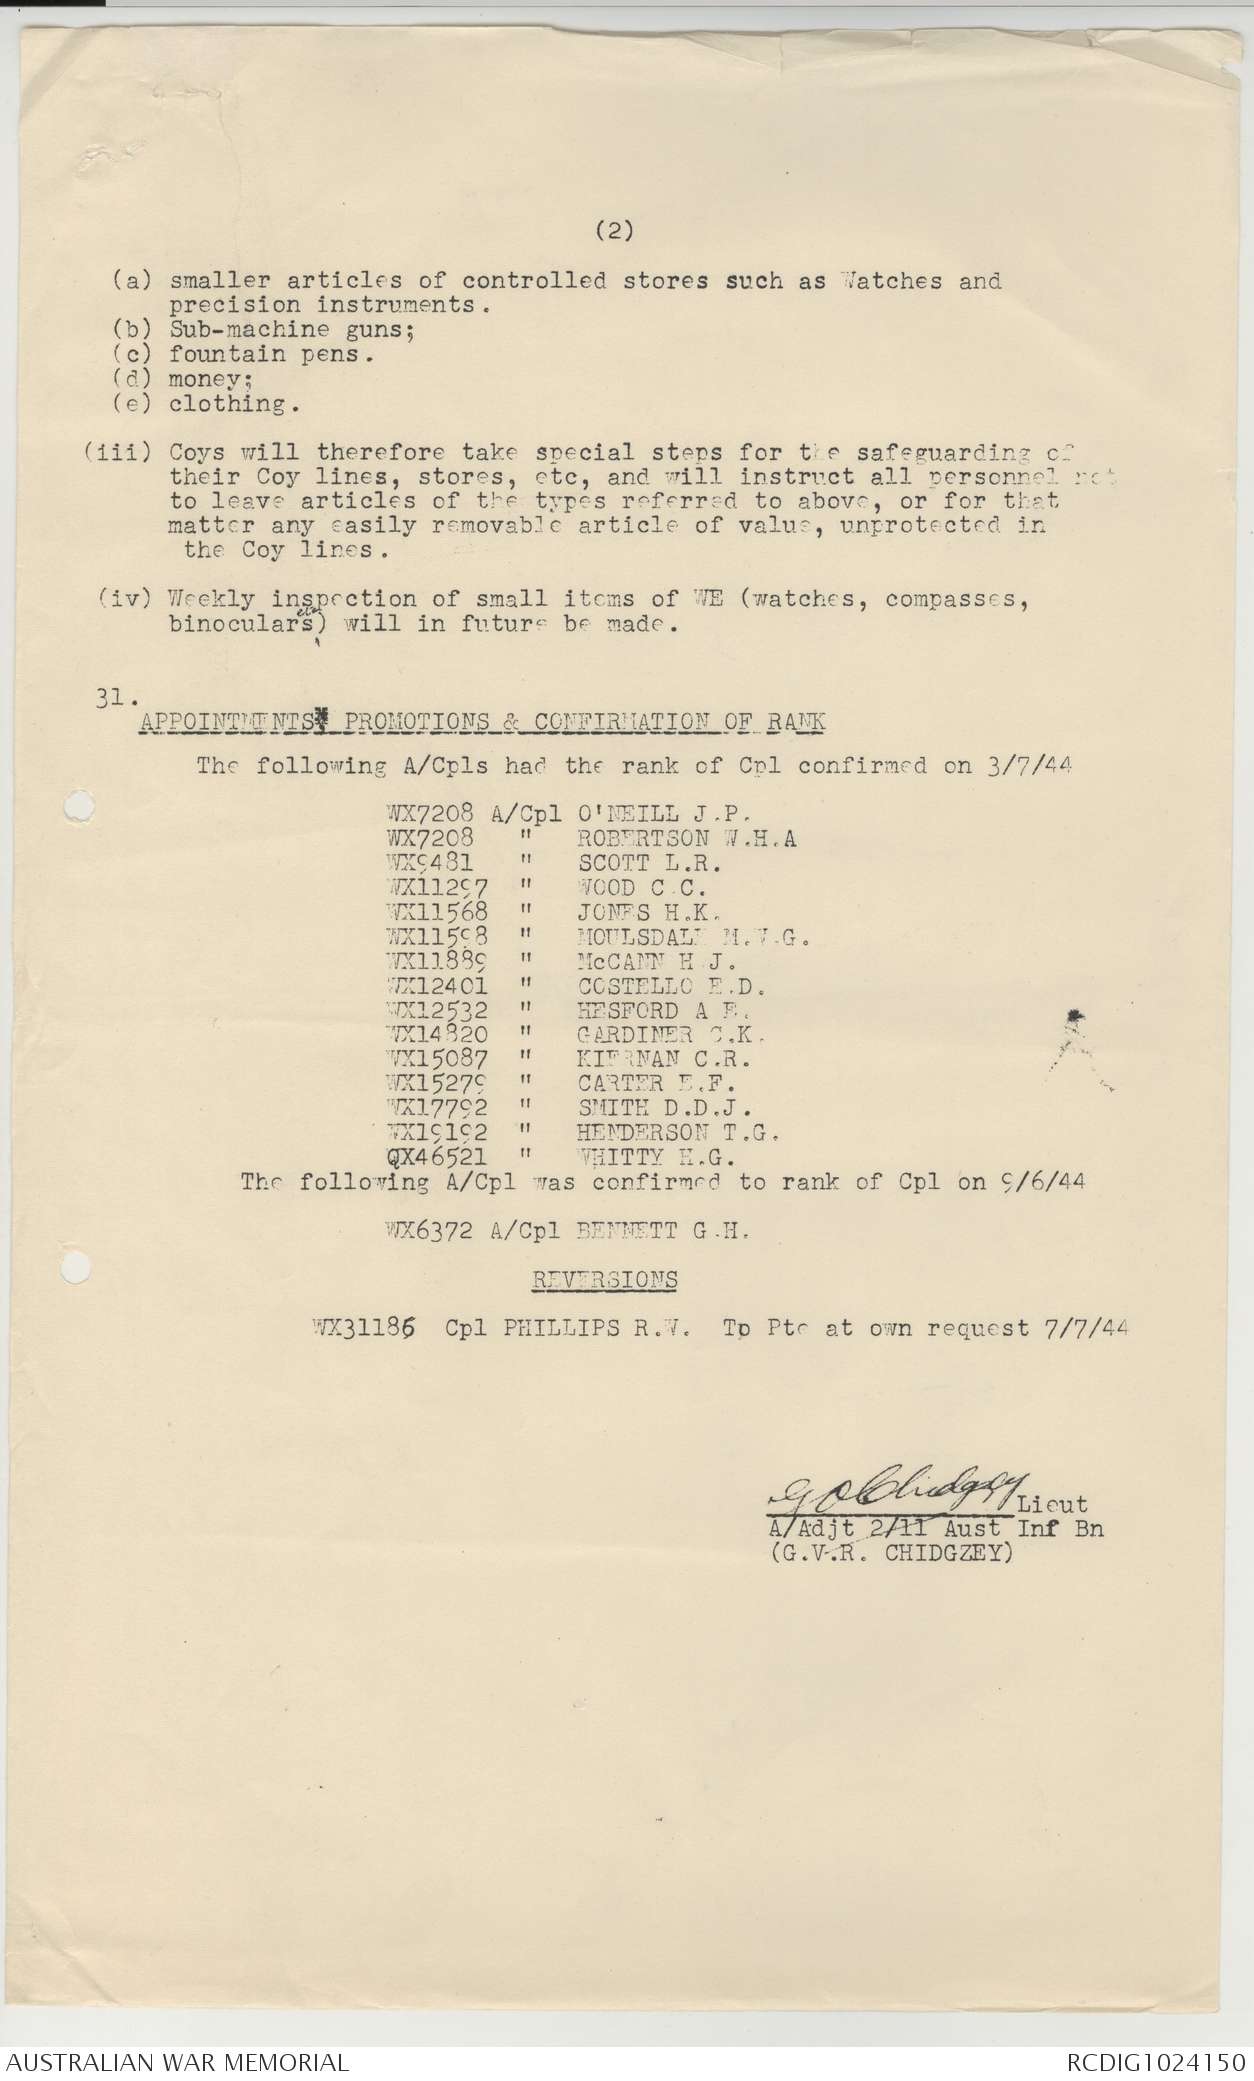 (2)
(a) smaller articles of controlled stores such as Watches and
precision instruments.
(b) Sub-machine guns;
(c) fountain pens.
(d) money;
(e) clothing.
(iii) Coys will therefore take special steps for the safeguarding of
their Coy lines, stores, etc, and will instruct all personnel not
to leave articles of the types referred to above, or for that
matter any easily removable article of value, unprotected in
the Coy lines.
(iv) Weekly inspection of small items of WE (watches, compasses,
binoculars etc) will in future be made.
31.
APPOINTMENTS, PROMOTIONS & CONFIRMATION OF RANK
The following A/Cpls had the rank of Cpl confirmed on 3/7/44
WX7208 A/Cpl O'NEILL J.P.
WX7208 " ROBERTSON W.H.A
WX9481 " SCOTT L.R.
WX11297 " WOOD C.C.
WX11568 " JONES H.K.
WX11598 " MOULSDALE M.V.G.
WX11889 " McCANN H.J.
WX12401 " COSTELLO E.D.
WX12532 " HESFORD A E.
WX14820 " GARDINER C.K.
WX15087 " KIERNAN C.R.
WX15279 " CARTER E.F.
WX17792 " SMITH D.D.J.
WX19192 " HENDERSON T.G.
QX46521 " WHITTY H.G.
The following A/Cpl was confirmed to rank of Cpl on 9/6/44
WX6372 A/Cpl BENNETT G.H.
REVERSIONS
WX31186 Cpl PHILLIPS R.W. To Pte at own request 7/7/44
G V R Chidgzey Lieut
A/Adjt 2/11 Aust Inf Bn
(G.V.R. CHIDGZEY)
AUSTRALIAN WAR MEMORIAL
RCDIG1024150